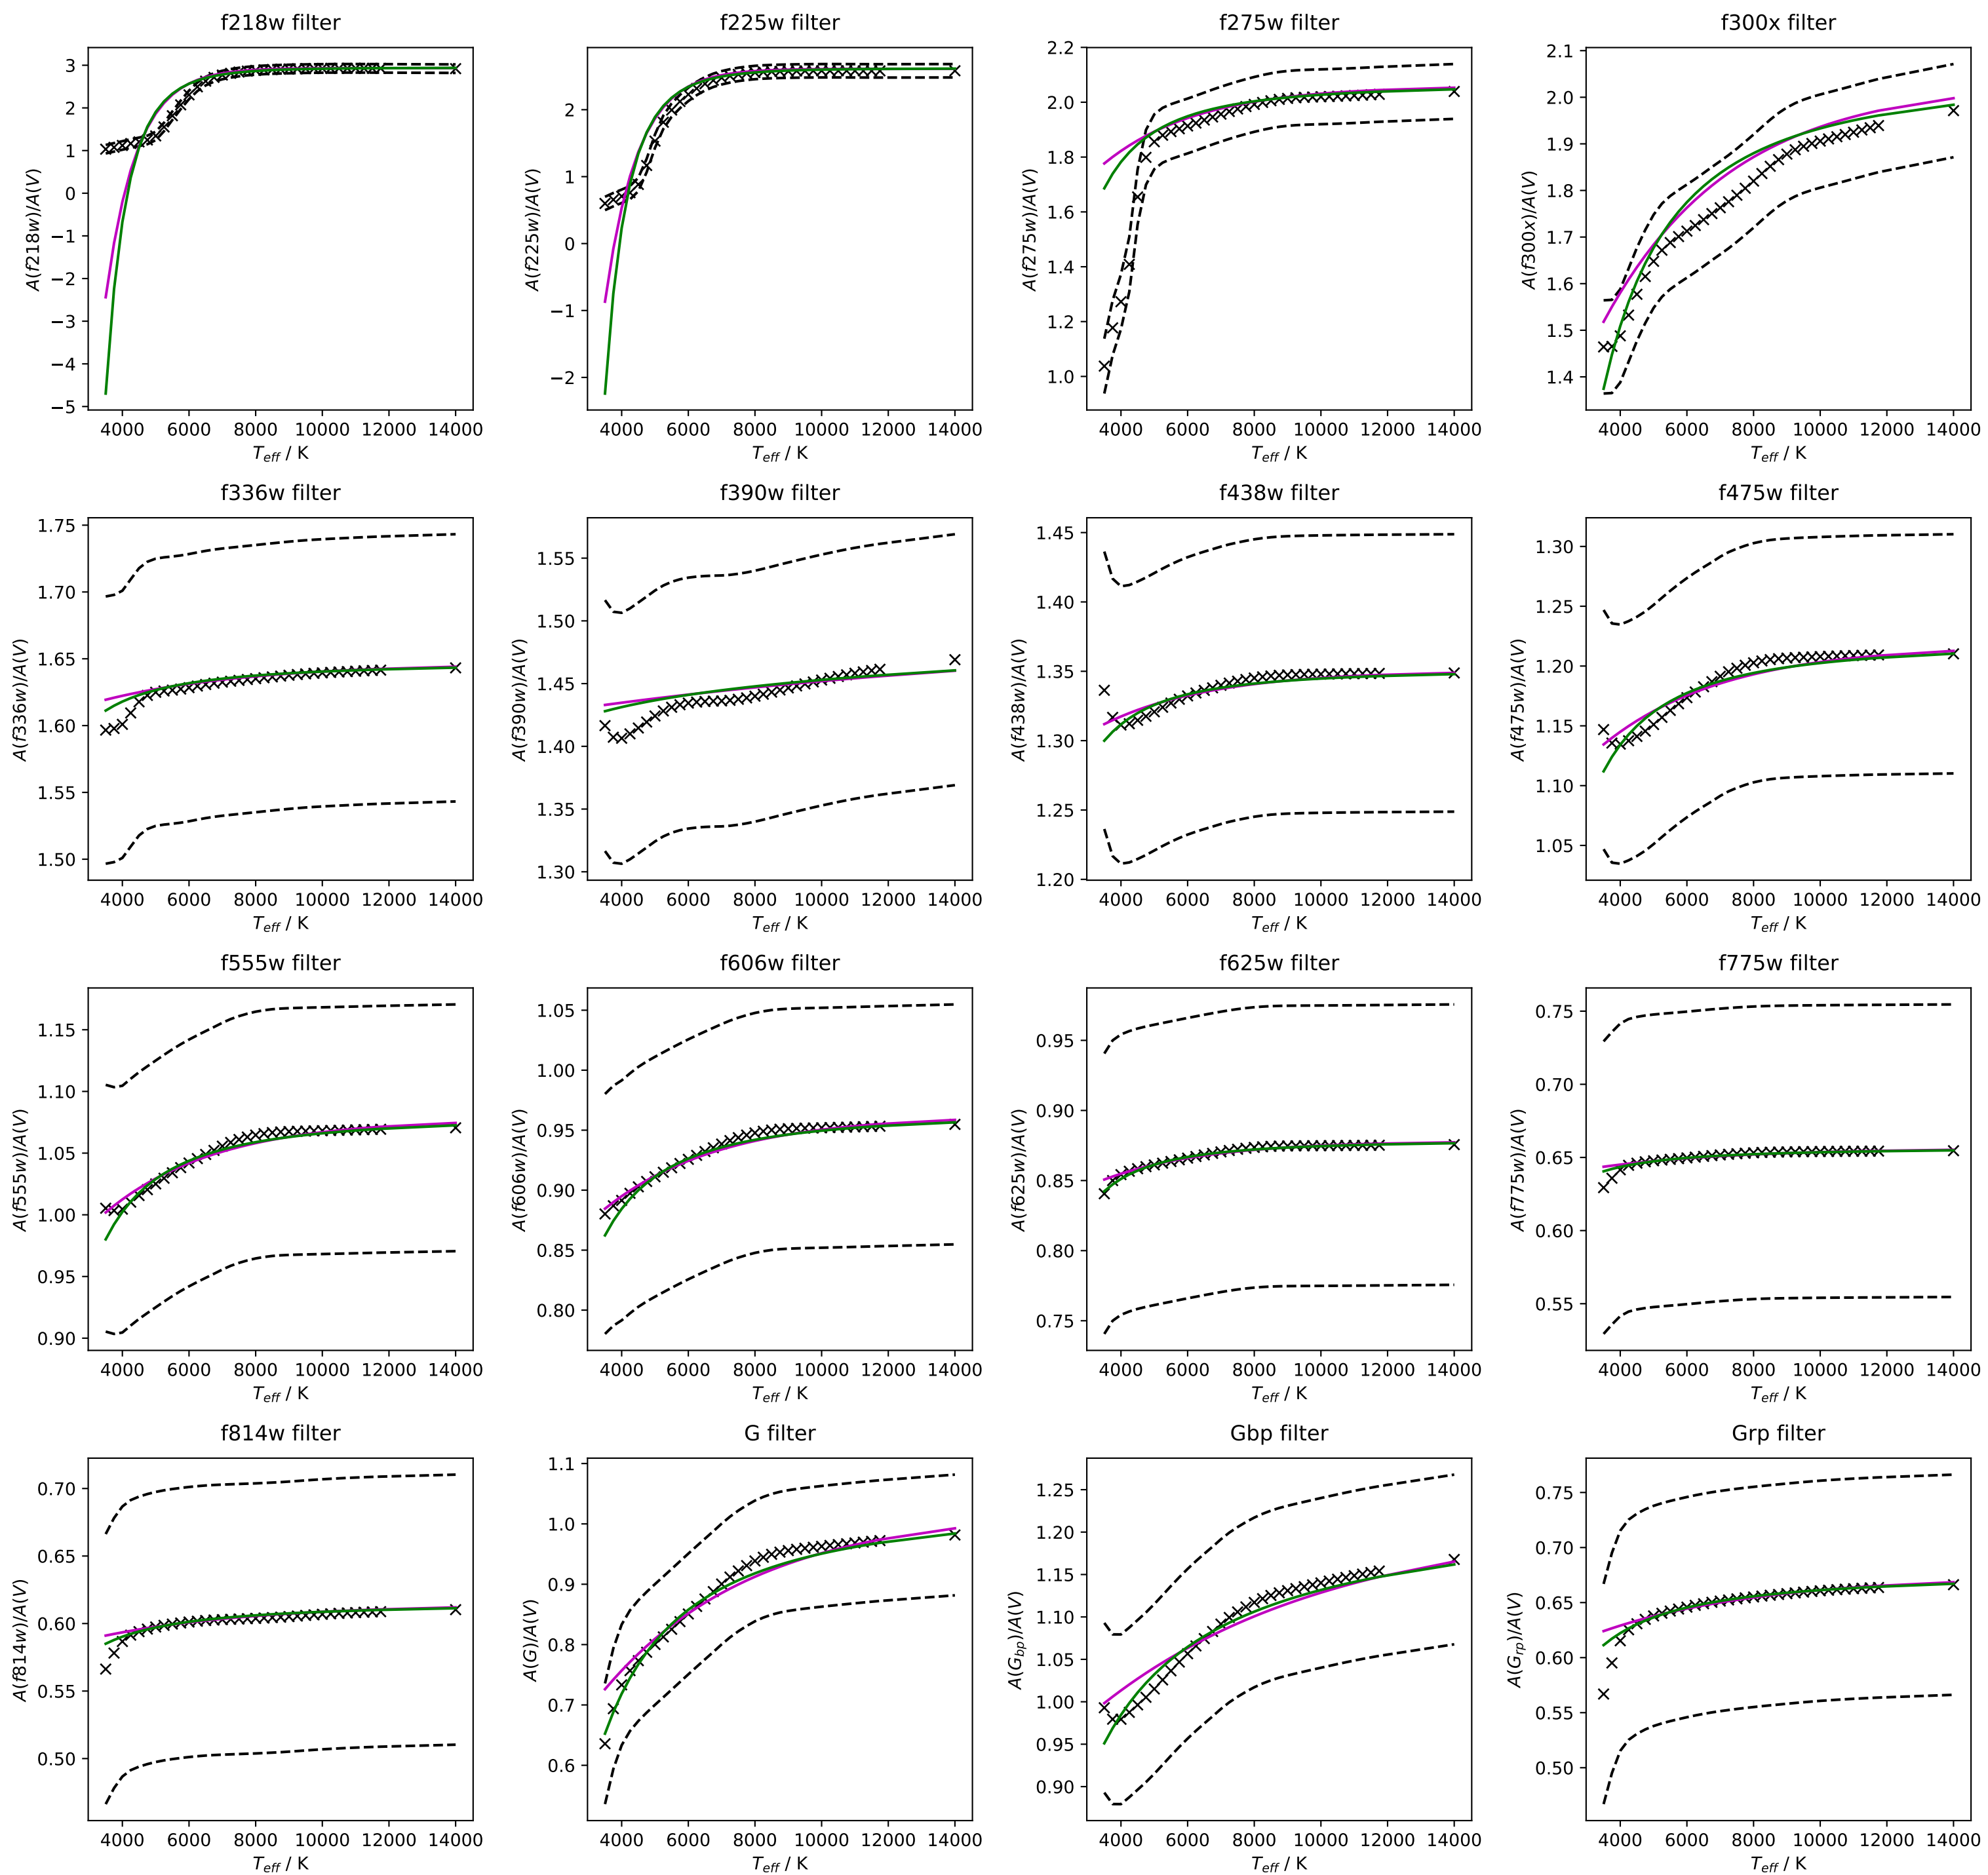 f218w filter
f225w filter
f275w filter
f300x filter
A(f218w)/A(V)
3
2
1
0
−1
−2
−3
−4
−5
4000 6000 8000 10000 12000 14000
T_eff / K
A(f225w)/A(V)
2
1
0
−1
−2
4000 6000 8000 10000 12000 14000
T_eff / K
A(f275w)/A(V)
2.2
2.0
1.8
1.6
1.4
1.2
1.0
4000 6000 8000 10000 12000 14000
T_eff / K
A(f300x)/A(V)
2.1
2.0
1.9
1.8
1.7
1.6
1.5
1.4
4000 6000 8000 10000 12000 14000
T_eff / K
f336w filter
f390w filter
f438w filter
f475w filter
A(f336w)/A(V)
1.75
1.70
1.65
1.60
1.55
1.50
4000 6000 8000 10000 12000 14000
T_eff / K
A(f390w)/A(V)
1.55
1.50
1.45
1.40
1.35
1.30
4000 6000 8000 10000 12000 14000
T_eff / K
A(f438w)/A(V)
1.45
1.40
1.35
1.30
1.25
1.20
4000 6000 8000 10000 12000 14000
T_eff / K
A(f475w)/A(V)
1.30
1.25
1.20
1.15
1.10
1.05
4000 6000 8000 10000 12000 14000
T_eff / K
f555w filter
f606w filter
f625w filter
f775w filter
A(f555w)/A(V)
1.15
1.10
1.05
1.00
0.95
0.90
4000 6000 8000 10000 12000 14000
T_eff / K
A(f606w)/A(V)
1.05
1.00
0.95
0.90
0.85
0.80
4000 6000 8000 10000 12000 14000
T_eff / K
A(f625w)/A(V)
0.95
0.90
0.85
0.80
0.75
4000 6000 8000 10000 12000 14000
T_eff / K
A(f775w)/A(V)
0.75
0.70
0.65
0.60
0.55
4000 6000 8000 10000 12000 14000
T_eff / K
f814w filter
G filter
Gbp filter
Grp filter
A(f814w)/A(V)
0.70
0.65
0.60
0.55
0.50
4000 6000 8000 10000 12000 14000
T_eff / K
A(G)/A(V)
1.1
1.0
0.9
0.8
0.7
0.6
4000 6000 8000 10000 12000 14000
T_eff / K
A(G_bp)/A(V)
1.25
1.20
1.15
1.10
1.05
1.00
0.95
0.90
4000 6000 8000 10000 12000 14000
T_eff / K
A(G_rp)/A(V)
0.75
0.70
0.65
0.60
0.55
0.50
4000 6000 8000 10000 12000 14000
T_eff / K